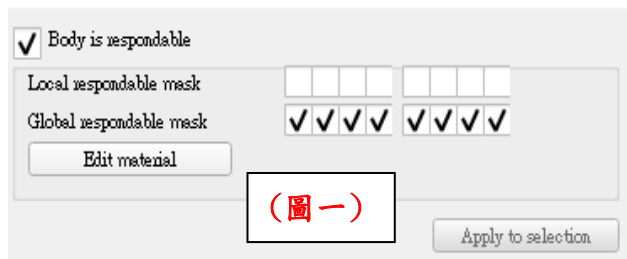 Body is respondable
Local respondable mask
Global respondable mask
Edit material
(圖一)
Apply to selection